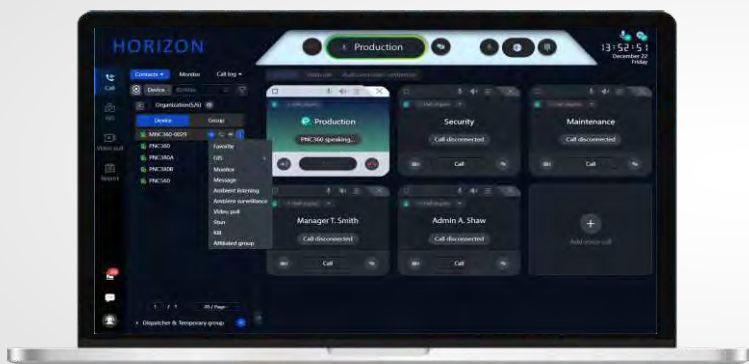 HORIZON
Production
13:52:51
December 22
Friday
Call
Contacts
Monitor
Call log
Device
Organization(5/6)
Device
Group
MNC360-0029
PNC360
PNC380A
PNC380B
PNC560
Favorite
GIS
Monitor
Message
Ambient listening
Ambient surveillance
Video pull
Stun
Kill
Affiliated group
Production
PNC360 speaking...
Security
Call disconnected
Call
Maintenance
Call disconnected
Call
Manager T. Smith
Call disconnected
Call
Admin A. Shaw
Call disconnected
Call
Add voice call
Video pull
1 / 1
20 / Page
Dispatcher & Temporary group